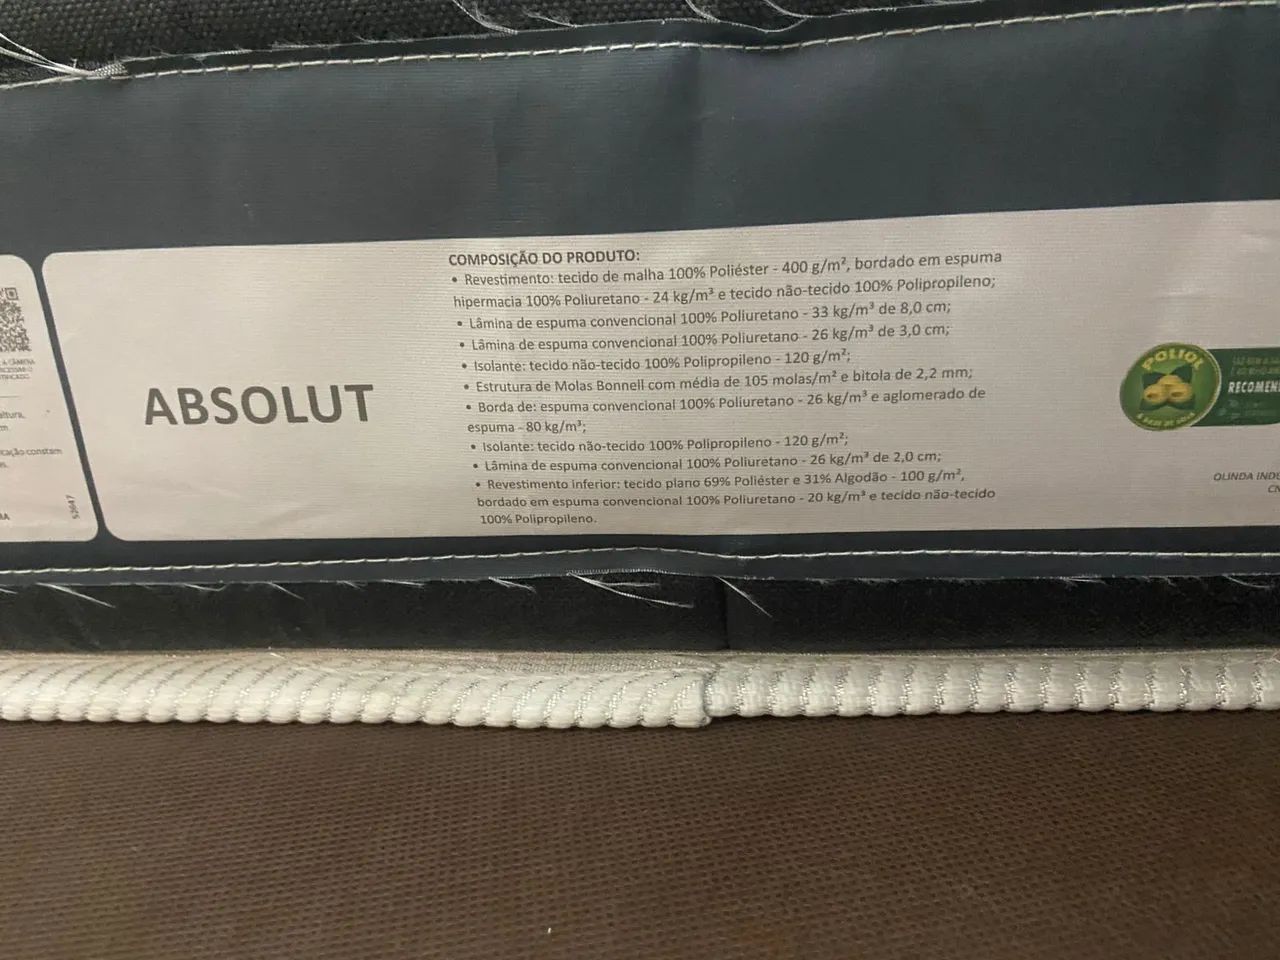 ABSOLUT
COMPOSIÇÃO DO PRODUTO:
• Revestimento: tecido de malha 100% Poliéster - 400 g/m², bordado em espuma
hipermacia 100% Poliuretano - 24 kg/m³ e tecido não-tecido 100% Polipropileno;
• Lâmina de espuma convencional 100% Poliuretano - 33 kg/m³ de 8,0 cm;
• Lâmina de espuma convencional 100% Poliuretano - 26 kg/m³ de 3,0 cm;
• Isolante: tecido não-tecido 100% Polipropileno - 120 g/m²;
• Estrutura de Molas Bonnell com média de 105 molas/m² e bitola de 2,2 mm;
• Borda de: espuma convencional 100% Poliuretano - 26 kg/m³ e aglomerado de
espuma - 80 kg/m³;
• Isolante: tecido não-tecido 100% Polipropileno - 120 g/m²;
• Lâmina de espuma convencional 100% Poliuretano - 26 kg/m³ de 2,0 cm;
• Revestimento inferior: tecido plano 69% Poliéster e 31% Algodão - 100 g/m²,
bordado em espuma convencional 100% Poliuretano - 20 kg/m³ e tecido não-tecido
100% Polipropileno.
POLIOL
RECOMEN
OLINDA INDU
altura,
cação constam
52647